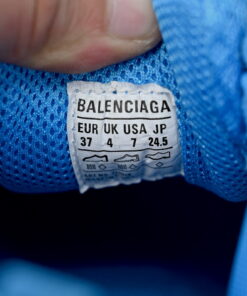 BALENCIAGA
EUR UK USA JP
37 4 7 24.5